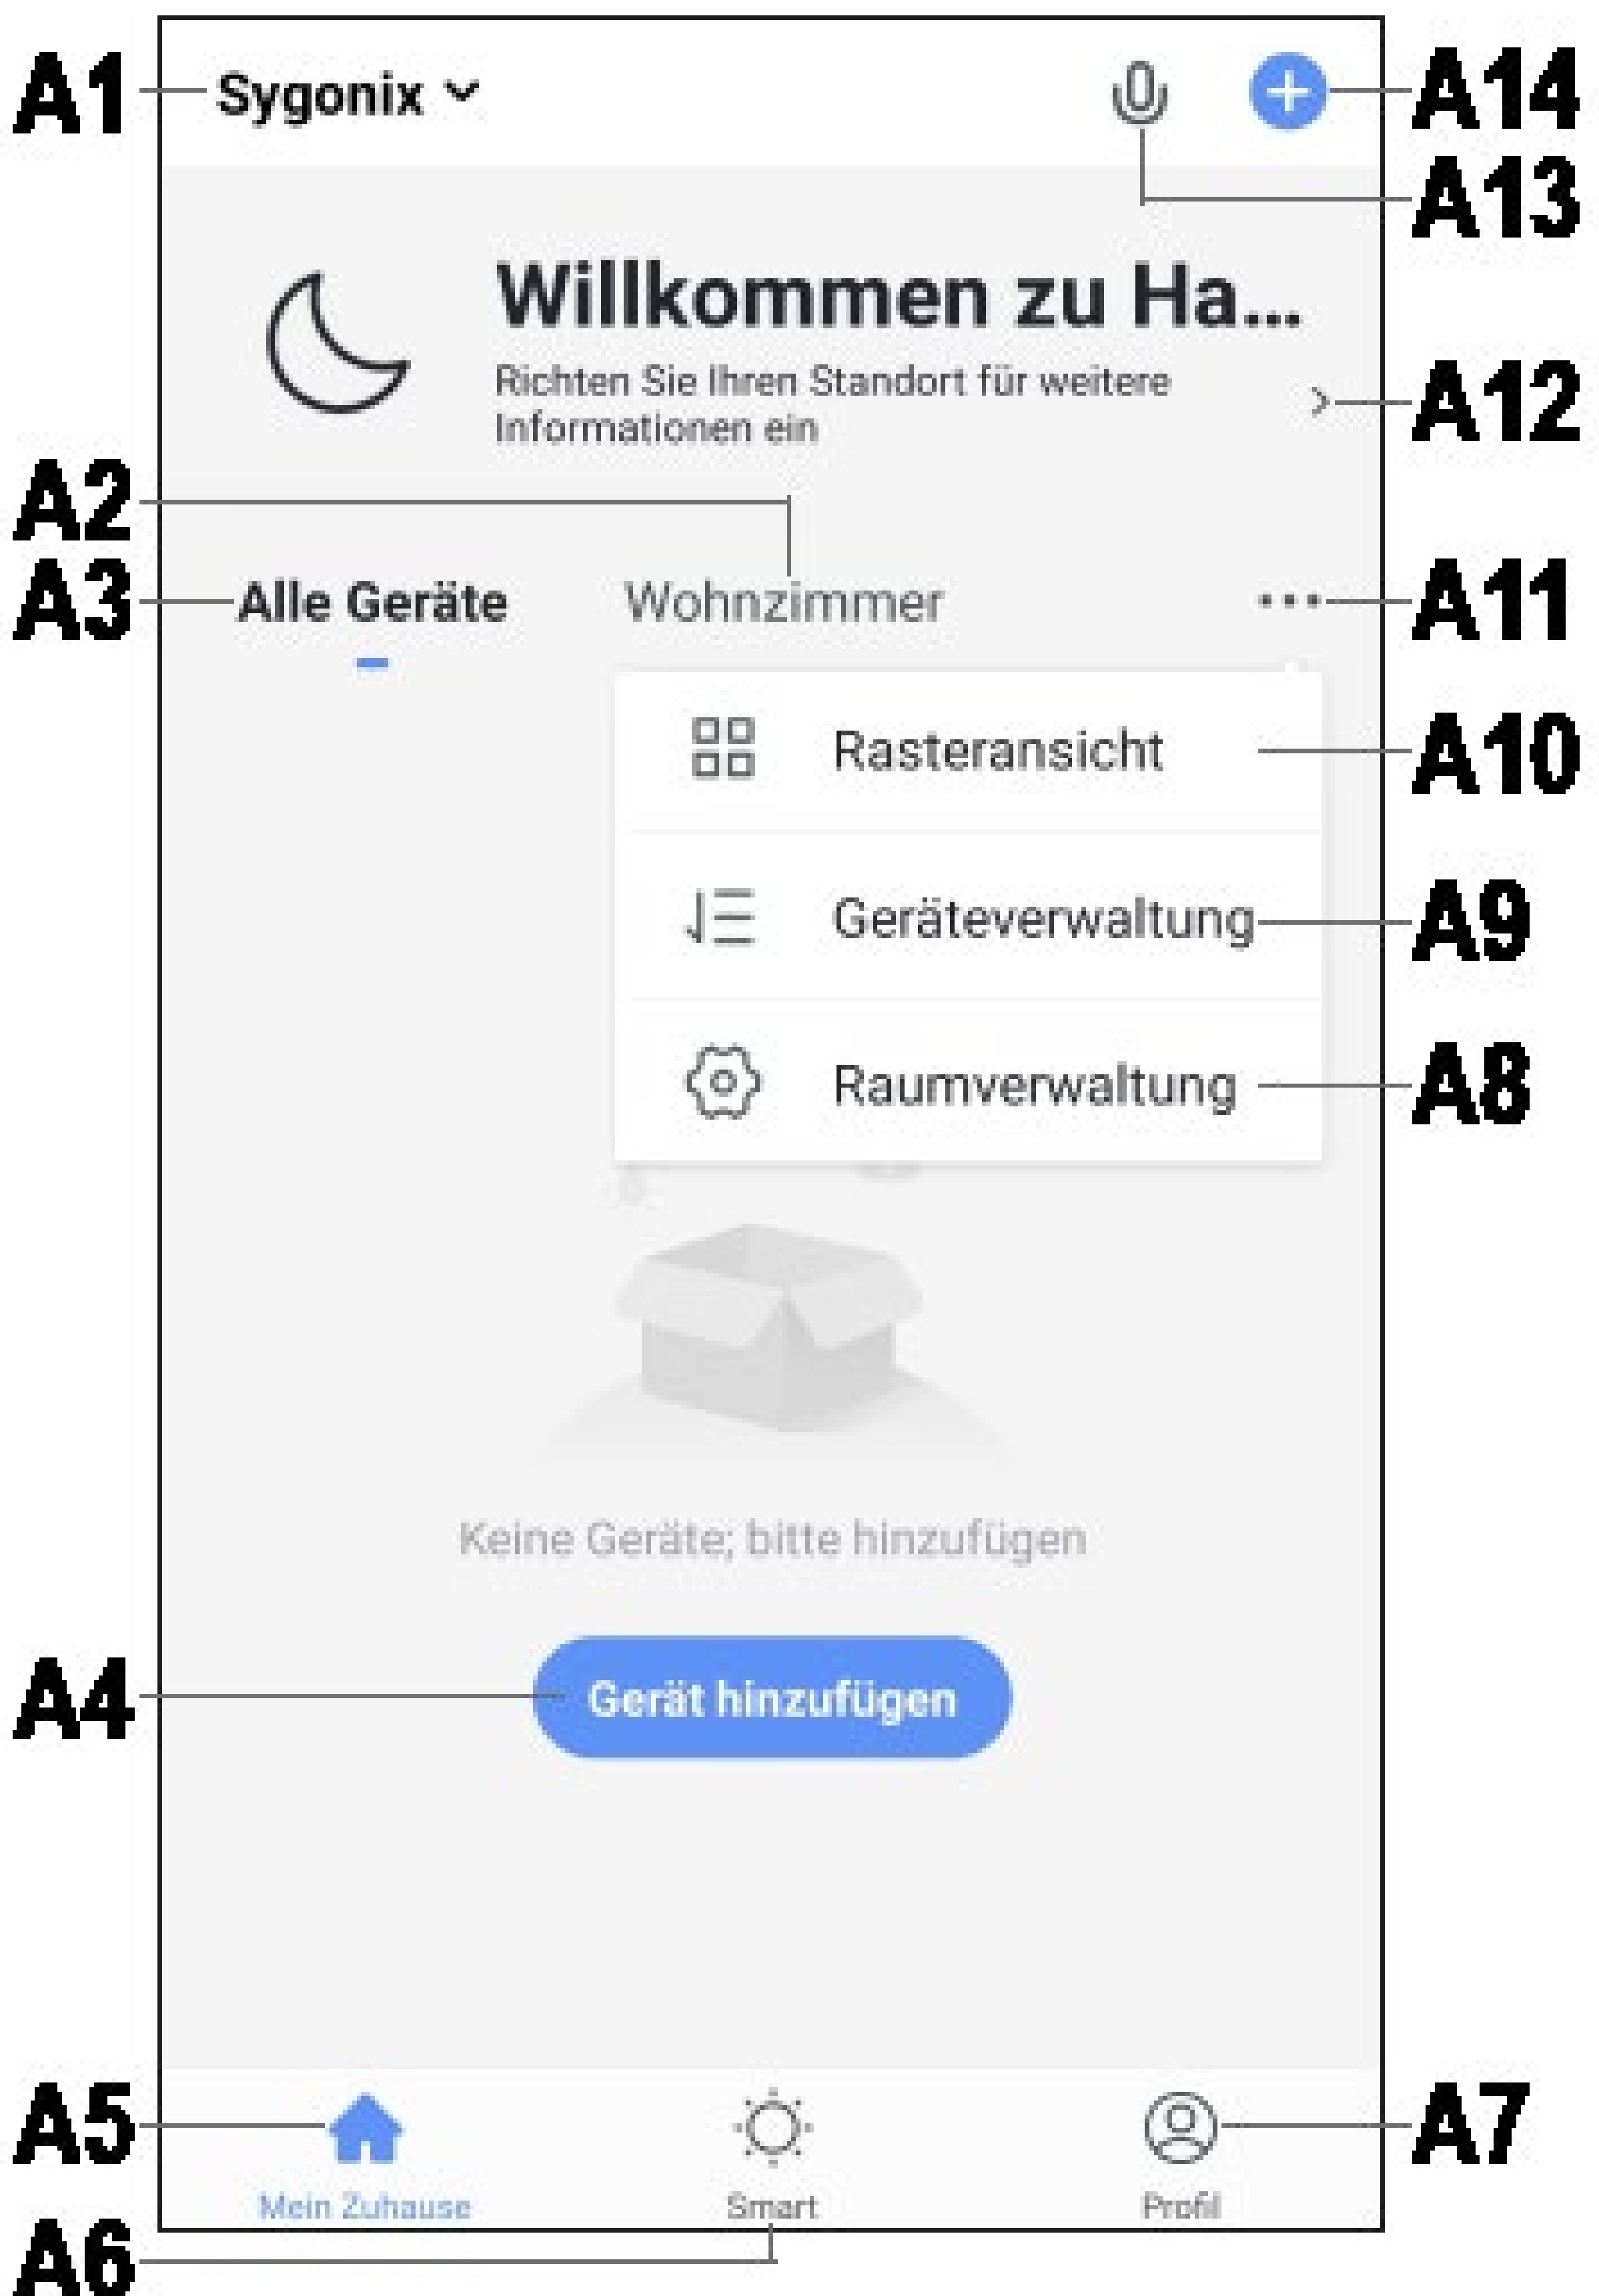 A1
Sygonix
A14
A13
Willkommen zu Ha...
Richten Sie Ihren Standort für weitere
Informationen ein
A12
A2
A3
Alle Geräte
Wohnzimmer
A11
Rasteransicht
A10
Geräteverwaltung
A9
Raumverwaltung
A8
Keine Geräte; bitte hinzufügen
A4
Gerät hinzufügen
A5
A7
Mein Zuhause
Smart
Profil
A6